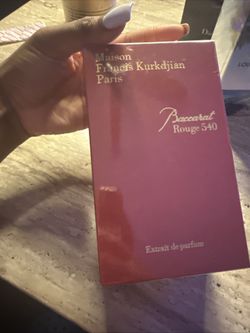 Maison
Francis Kurkdjian
Paris
Baccarat
Rouge 540
Extrait de parfum